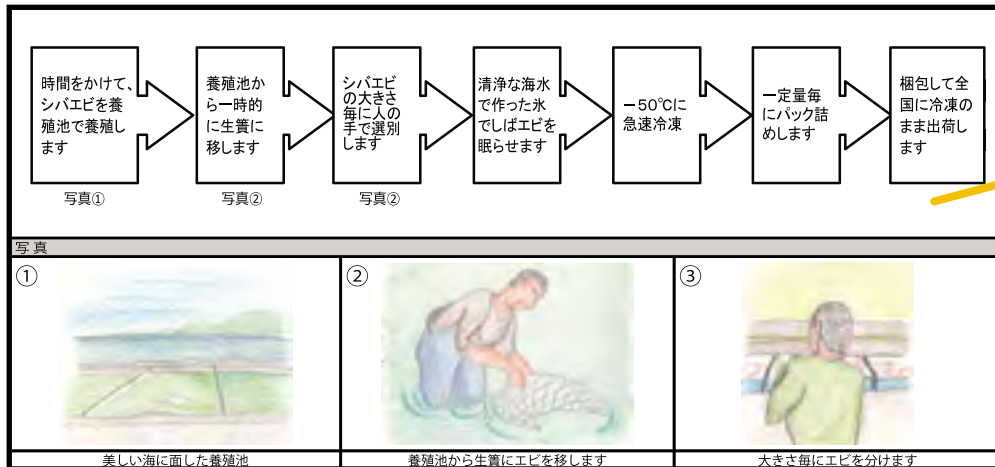 時間をかけて、
シバエビを養
殖池で養殖し
ます
養殖池か
ら一時的
に生簀に
移します
シバエビ
の大きさ
毎に人の
手で選別
します
清浄な海水
で作った氷
でしばエビを
眠らせます
－50℃に
急速冷凍
一定量毎
にパック詰
めします
梱包して全
国に冷凍の
まま出荷し
ます
写真①
写真②
写真②
写真
①
②
③
美しい海に面した養殖池
養殖池から生簀にエビを移します
大きさ毎にエビを分けます